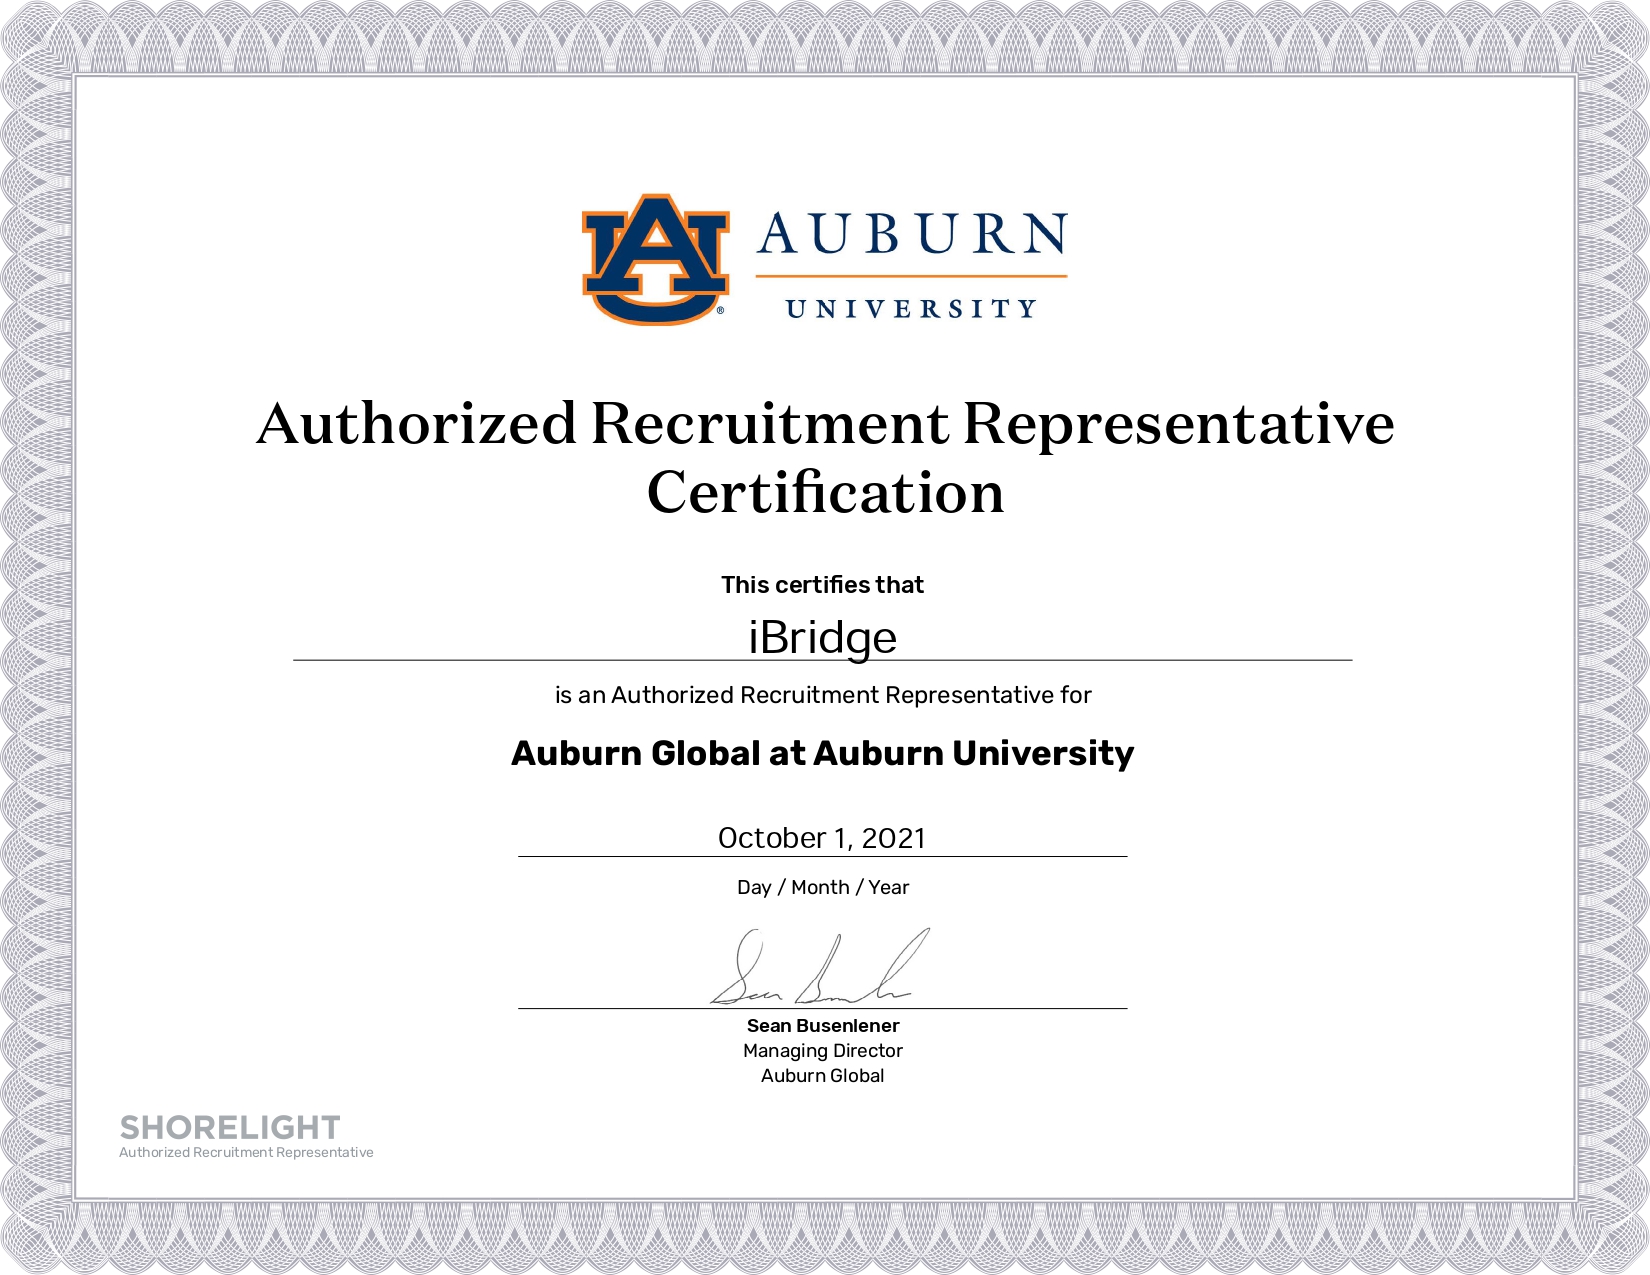 AU®
AUBURN
UNIVERSITY
Authorized Recruitment Representative
Certification
This certifies that
iBridge
is an Authorized Recruitment Representative for
Auburn Global at Auburn University
October 1, 2021
Day / Month / Year
Sean Busenlener
Managing Director
Auburn Global
SHORELIGHT
Authorized Recruitment Representative